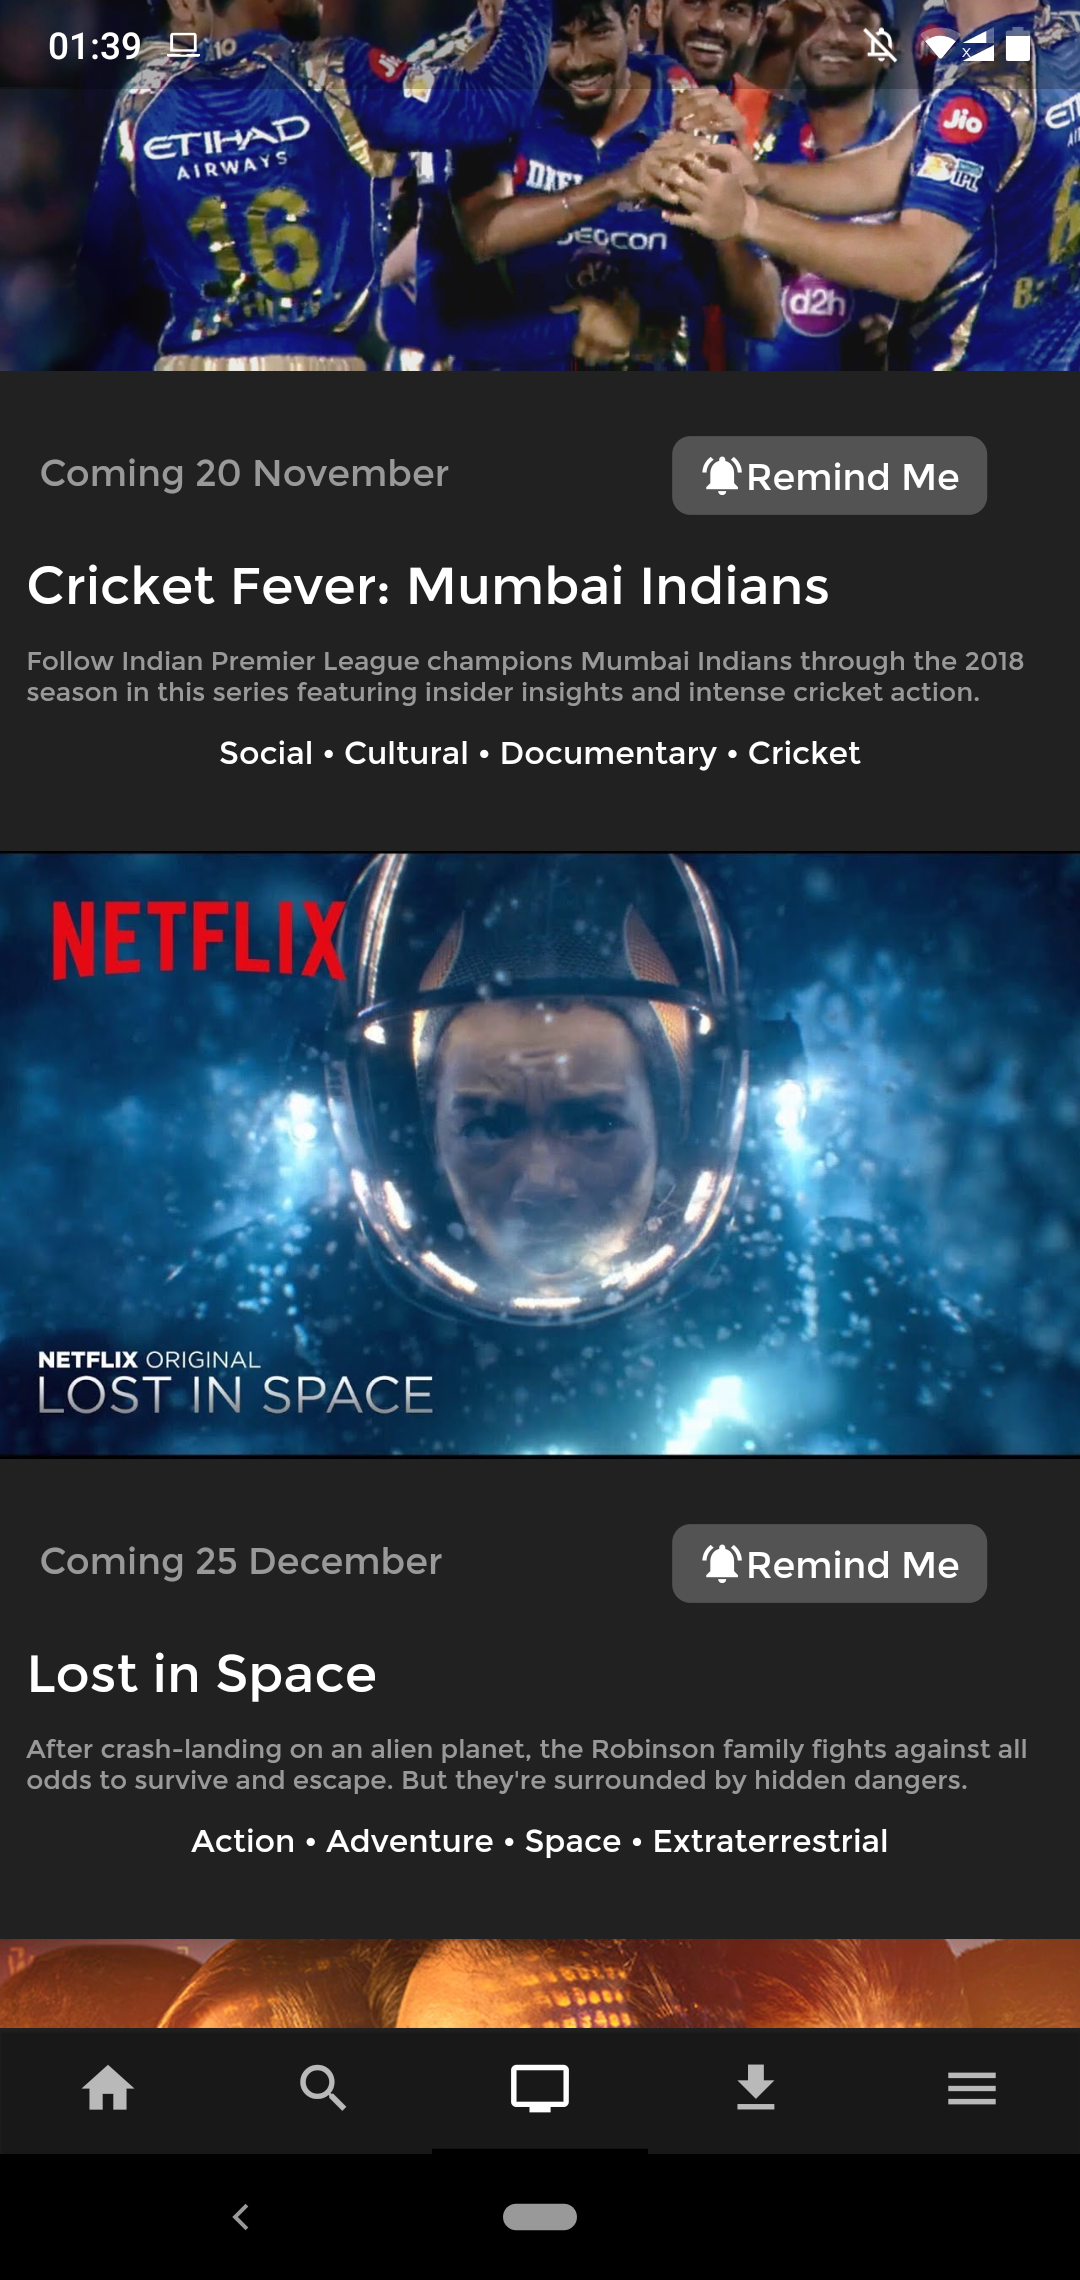 01:39
10
ETIHAD
AIRWAYS
16
Jio
IPL
d2h
Coming 20 November
Remind Me
Cricket Fever: Mumbai Indians
Follow Indian Premier League champions Mumbai Indians through the 2018
season in this series featuring insider insights and intense cricket action.
Social • Cultural • Documentary • Cricket
NETFLIX
NETFLIX ORIGINAL
LOST IN SPACE
Coming 25 December
Remind Me
Lost in Space
After crash-landing on an alien planet, the Robinson family fights against all
odds to survive and escape. But they're surrounded by hidden dangers.
Action • Adventure • Space • Extraterrestrial